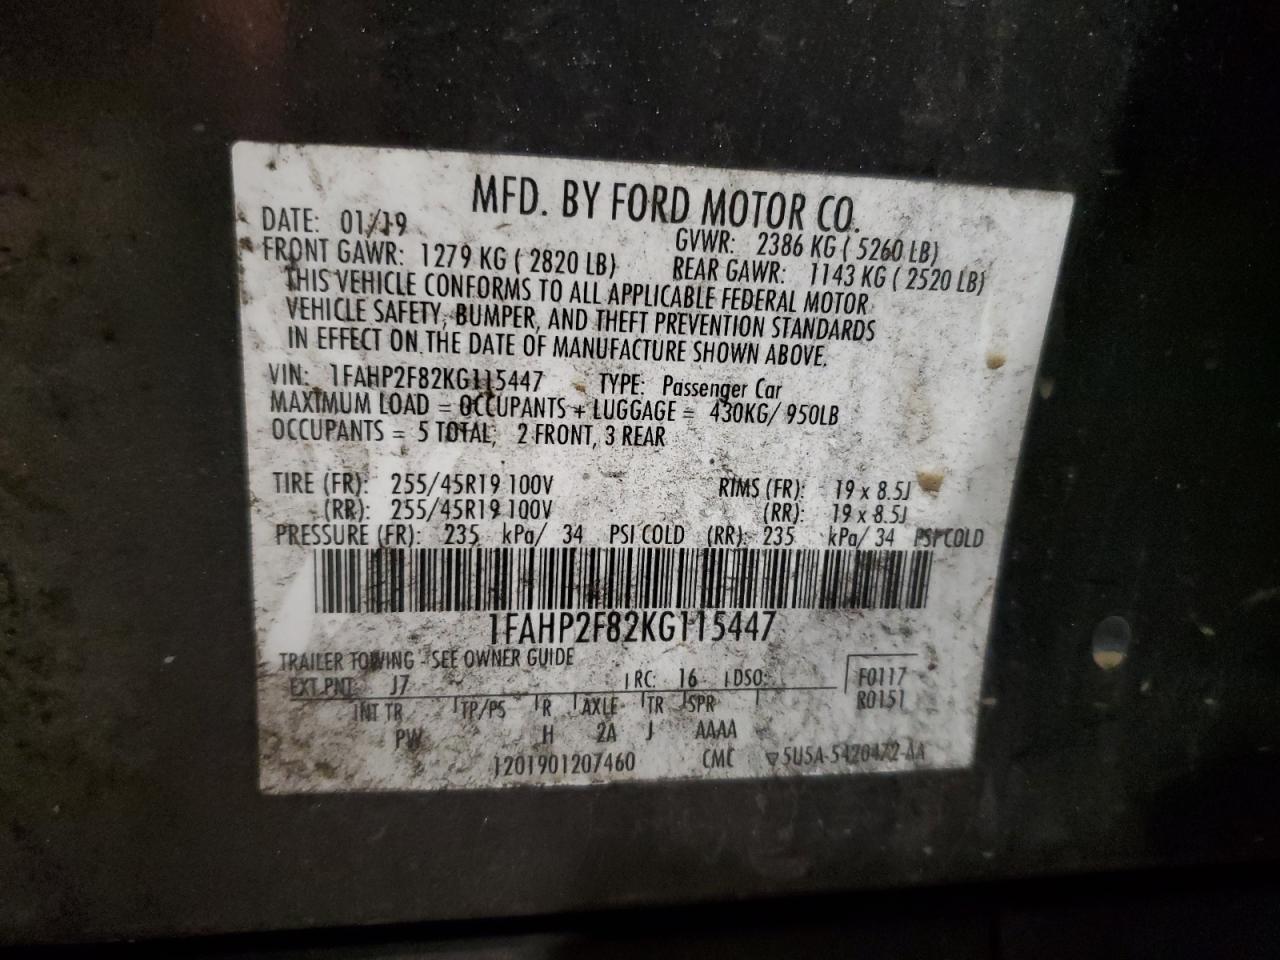 MFD. BY FORD MOTOR CO.
DATE: 01/19 GVWR: 2386 KG ( 5260 LB)
FRONT GAWR: 1279 KG ( 2820 LB) REAR GAWR: 1143 KG ( 2520 LB)
THIS VEHICLE CONFORMS TO ALL APPLICABLE FEDERAL MOTOR
VEHICLE SAFETY, BUMPER, AND THEFT PREVENTION STANDARDS
IN EFFECT ON THE DATE OF MANUFACTURE SHOWN ABOVE.
VIN: 1FAHP2F82KG115447 TYPE: Passenger Car
MAXIMUM LOAD = OCCUPANTS + LUGGAGE = 430KG/ 950LB
OCCUPANTS = 5 TOTAL, 2 FRONT, 3 REAR
TIRE (FR): 255/45R19 100V RIMS (FR): 19 x 8.5J
(RR): 255/45R19 100V (RR): 19 x 8.5J
PRESSURE (FR): 235 kPa/ 34 PSI COLD (RR): 235 kPa/ 34 PSI COLD
1FAHP2F82KG115447
TRAILER TOWING - SEE OWNER GUIDE
EXT PNT: J7 RC: 16 DSO: F0117
INT TR TP/PS R AXLE TR SPR R0151
PW H 2A J AAAA
1201901207460 CMC ▽5U5A-5420472-AA